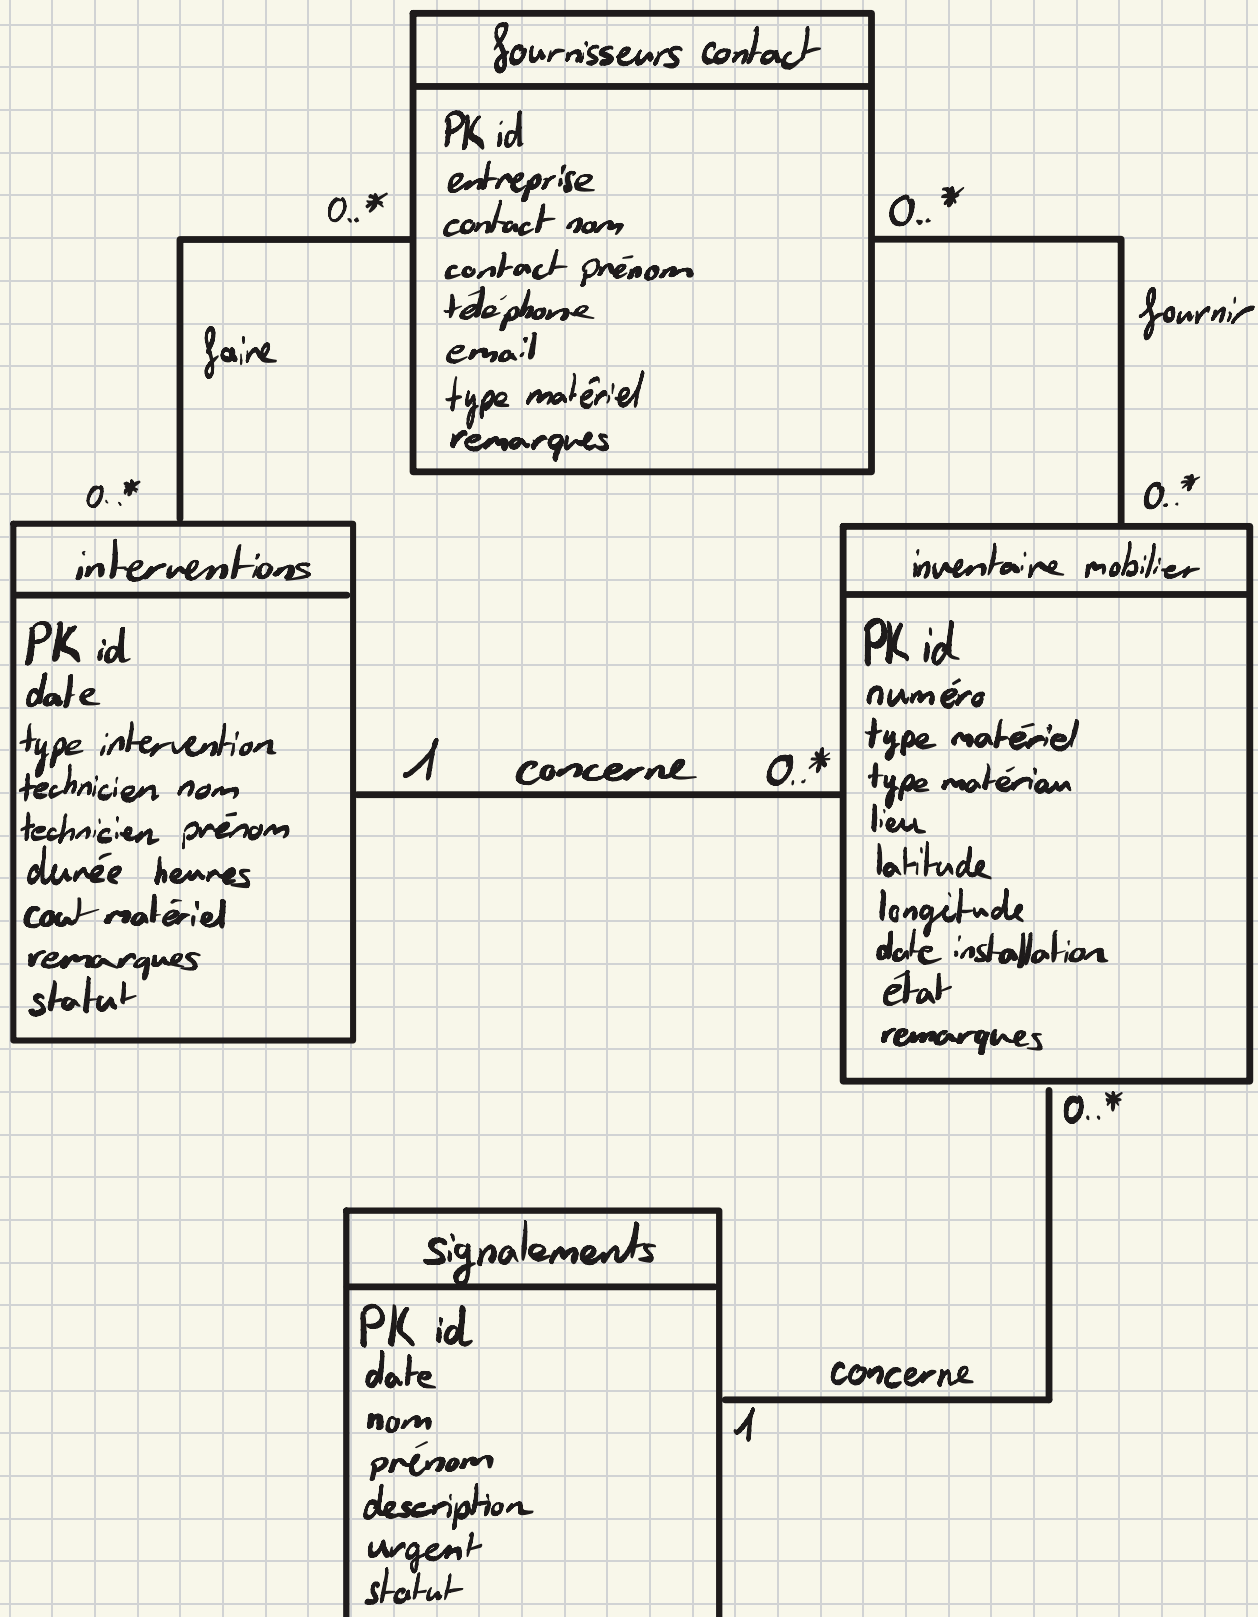 fournisseurs contact
PK id
entreprise
contact nom
contact prénom
téléphone
email
type matériel
remarques
0..*
0..*
faire
fournir
0..*
0..*
interventions
PK id
date
type intervention
technicien nom
technicien prénom
durée heures
cout matériel
remarques
statut
1
concerne
0..*
inventaire mobilier
PK id
numéro
type matériel
type matériau
lieu
latitude
longitude
date installation
état
remarques
0..*
signalements
PK id
date
nom
prénom
description
urgent
statut
concerne
1